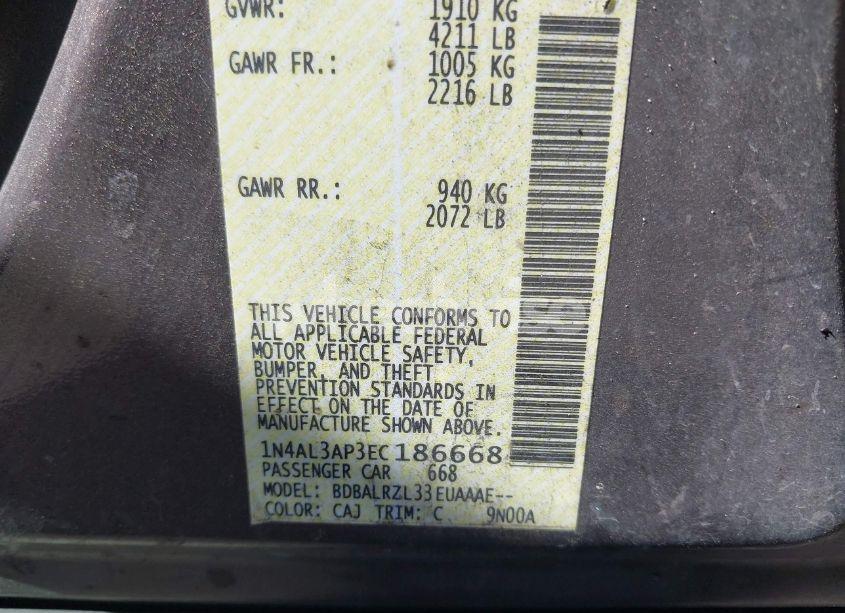 GVWR: 1910 KG
4211 LB
GAWR FR.: 1005 KG
2216 LB
GAWR RR.: 940 KG
2072 LB
THIS VEHICLE CONFORMS TO
ALL APPLICABLE FEDERAL
MOTOR VEHICLE SAFETY,
BUMPER, AND THEFT
PREVENTION STANDARDS IN
EFFECT ON THE DATE OF
MANUFACTURE SHOWN ABOVE.
1N4AL3AP3EC186668
PASSENGER CAR 668
MODEL: BDBALRZL33EUAAAE--
COLOR: CAJ TRIM: C 9N00A